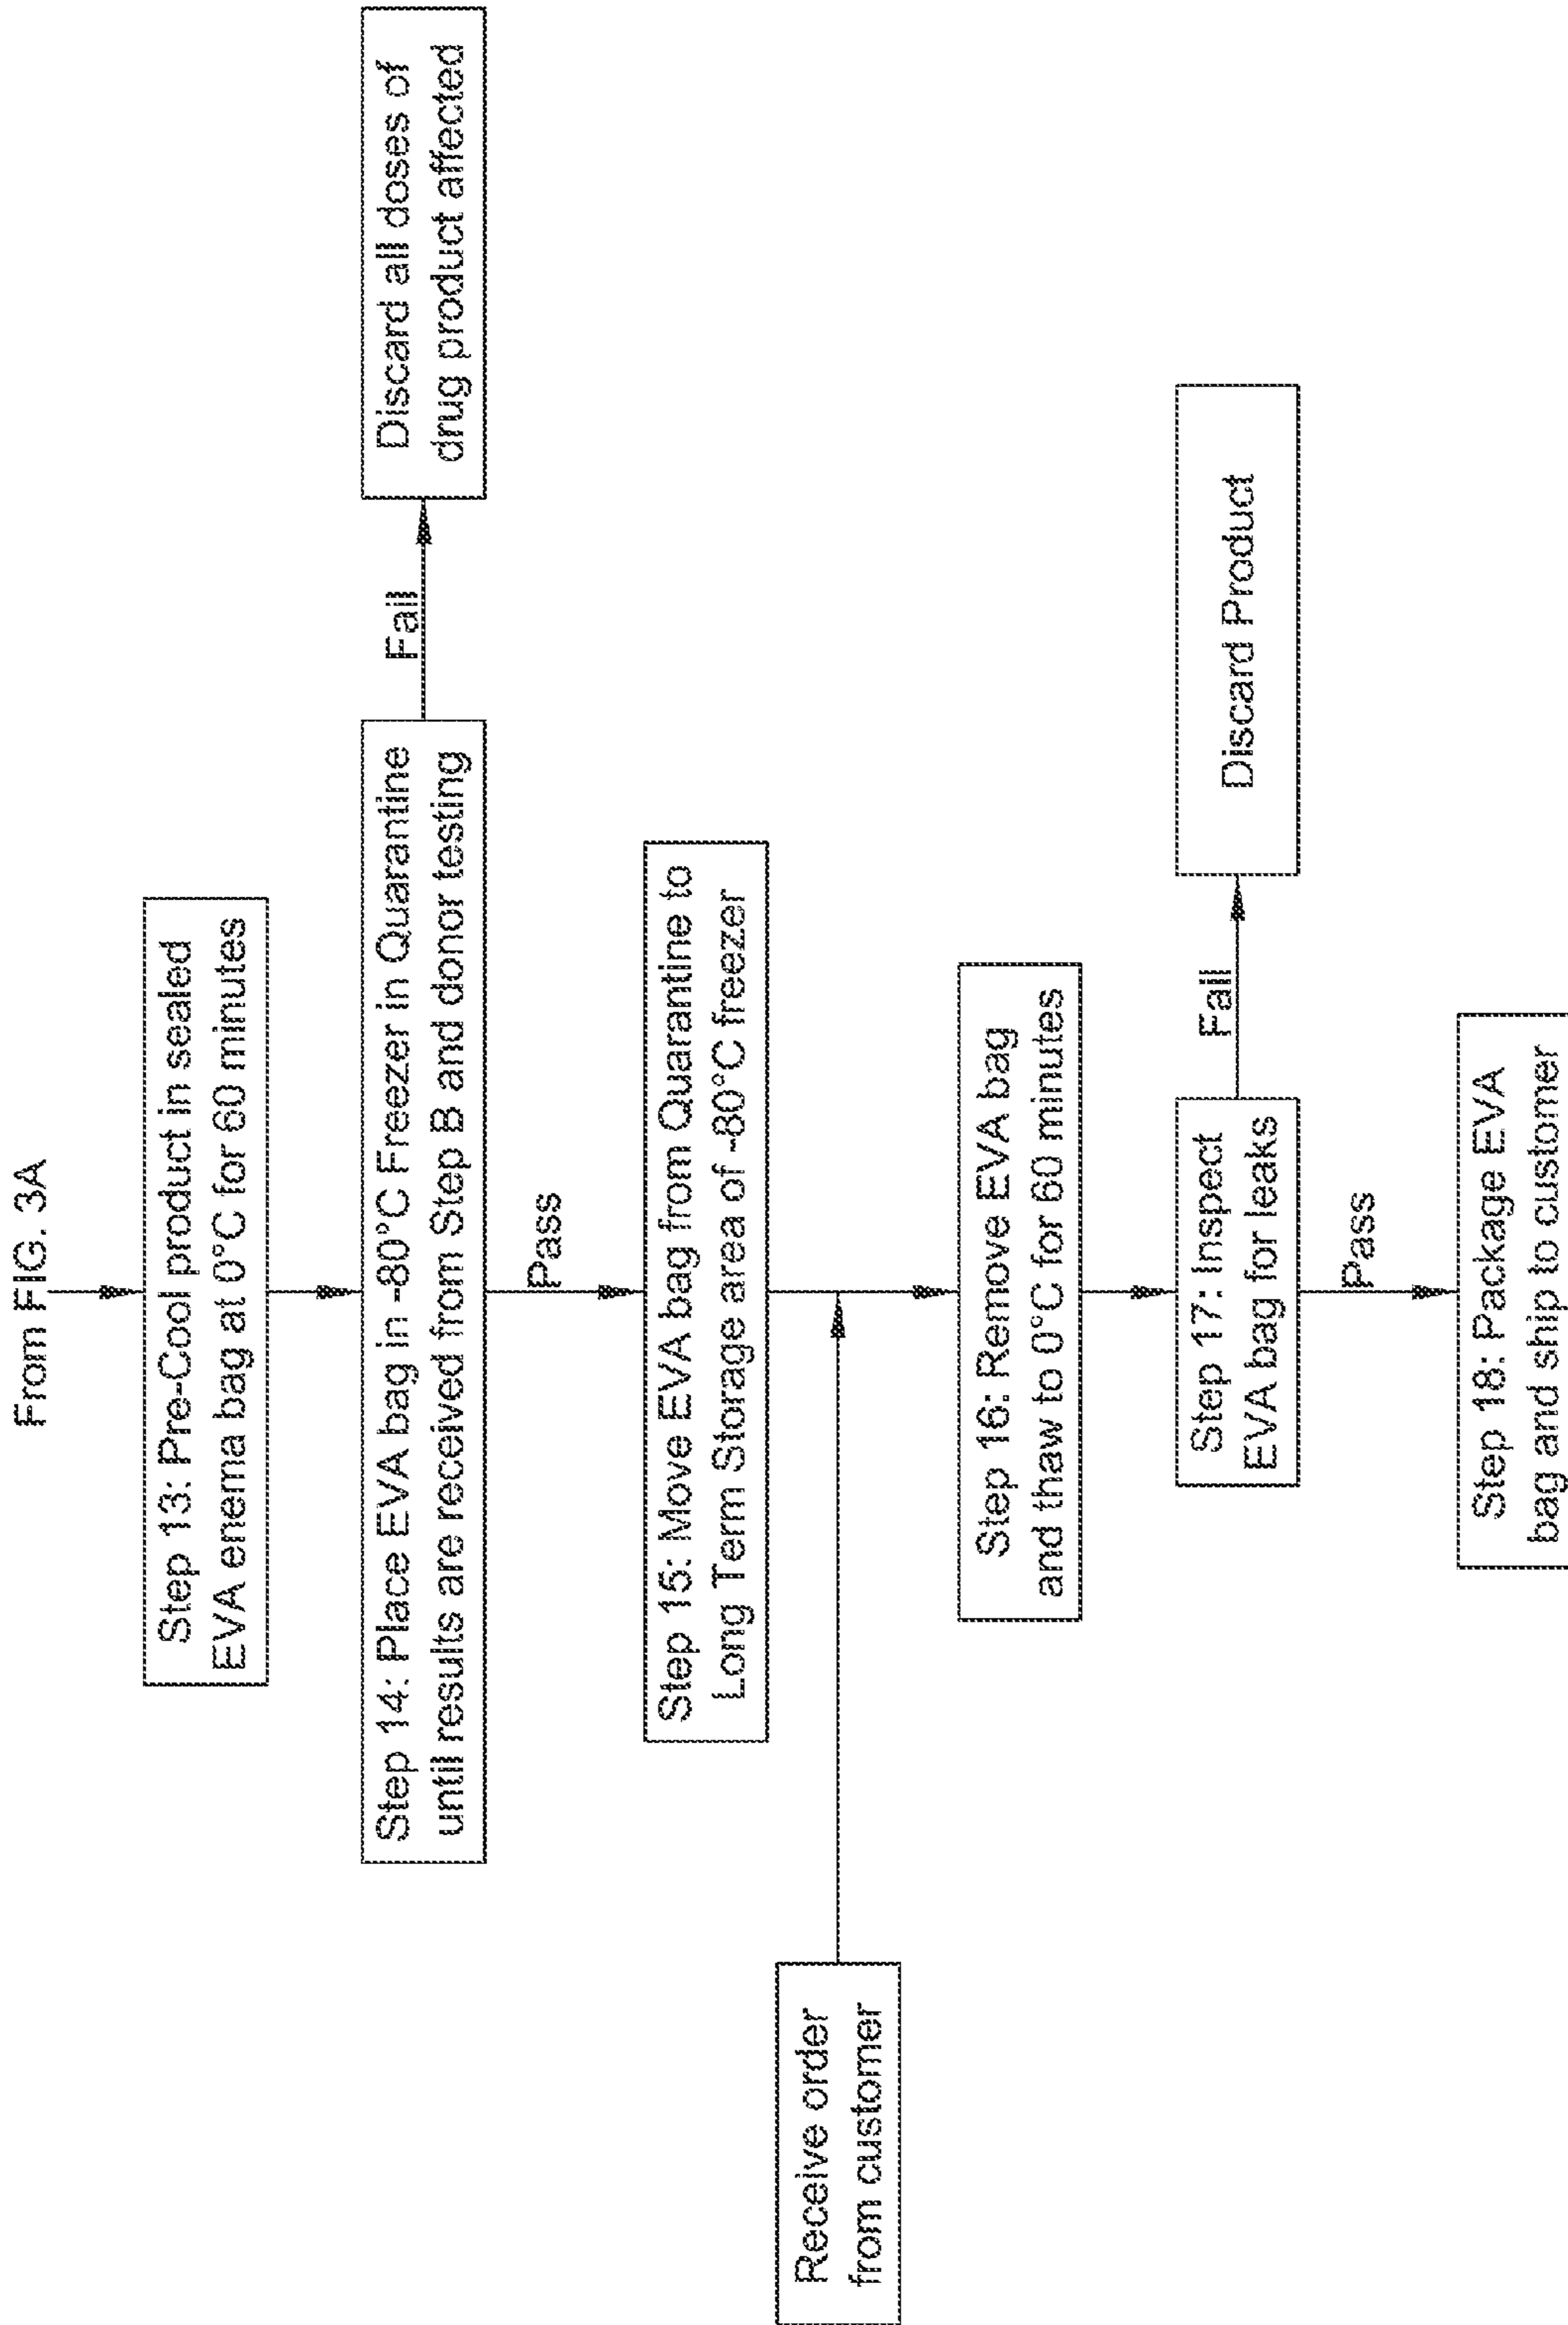 From FIG. 3A
Step 13: Pre-Cool product in sealed
EVA enema bag at 0°C for 60 minutes
Step 14: Place EVA bag in -80°C Freezer in Quarantine
until results are received from Step B and donor testing
Fail
Discard all doses of
drug product affected
Pass
Step 15: Move EVA bag from Quarantine to
Long Term Storage area of -80°C freezer
Receive order
from customer
Step 16: Remove EVA bag
and thaw to 0°C for 60 minutes
Step 17: Inspect
EVA bag for leaks
Fail
Discard Product
Pass
Step 18: Package EVA
bag and ship to customer